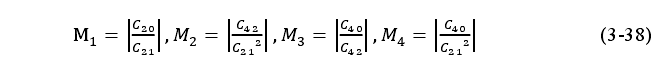 M₁ = |C₂₀/C₂₁|, M₂ = |C₄₂/C₂₁²|, M₃ = |C₄₀/C₄₂|, M₄ = |C₄₀/C₂₁²| (3-38)